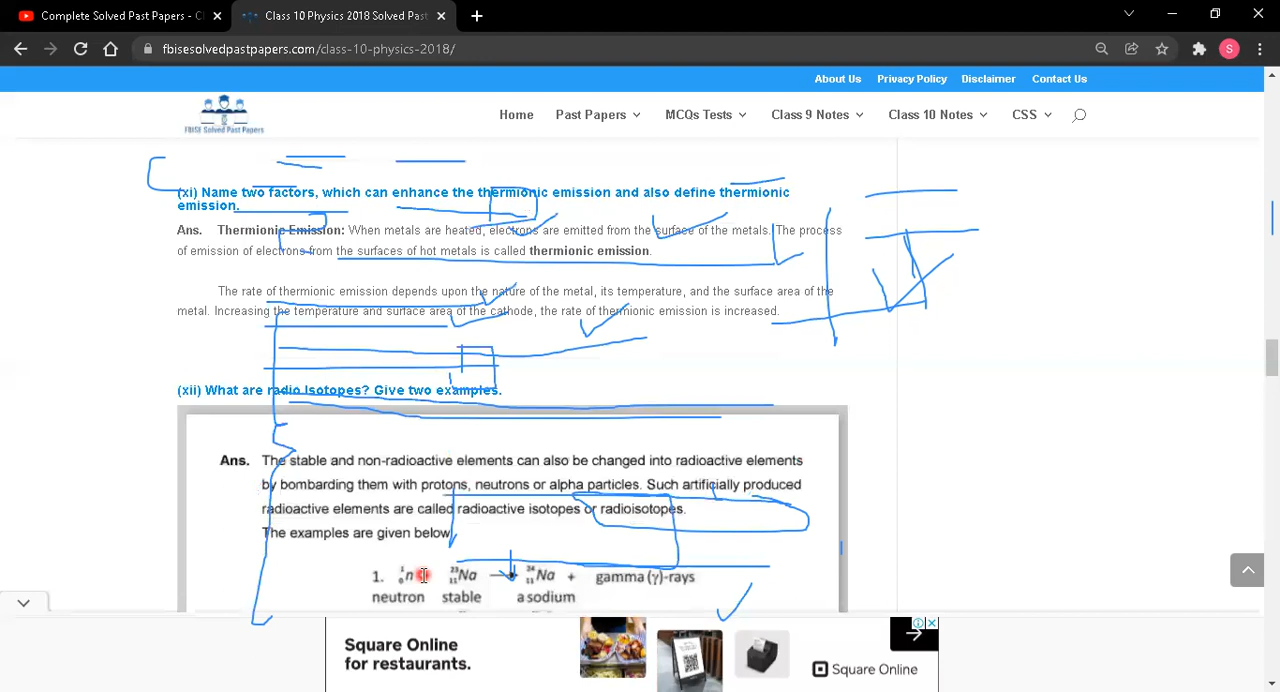 Complete Solved Past Papers - C
Class 10 Physics 2018 Solved Pas
S
fbisesolvedpastpapers.com/class-10-physics-2018/
About Us Privacy Policy Disclaimer Contact Us
FBISE Solved Past Papers
Home Past Papers MCQs Tests Class 9 Notes Class 10 Notes CSS
(xi) Name two factors, which can enhance the thermionic emission and also define thermionic
emission.
Ans. Thermionic Emission: When metals are heated, electrons are emitted from the surface of the metals. The process
of emission of electrons from the surfaces of hot metals is called thermionic emission.
The rate of thermionic emission depends upon the nature of the metal, its temperature, and the surface area of the
metal. Increasing the temperature and surface area of the cathode, the rate of thermionic emission is increased.
(xii) What are radio Isotopes? Give two examples.
Ans. The stable and non-radioactive elements can also be changed into radioactive elements
by bombarding them with protons, neutrons or alpha particles. Such artificially produced
radioactive elements are called radioactive isotopes or radioisotopes.
The examples are given below
1. ¹₀n ²³₁₁Na → ²⁴₁₁Na + gamma (γ)-rays
neutron stable a sodium
Square Online
for restaurants.
Square Online